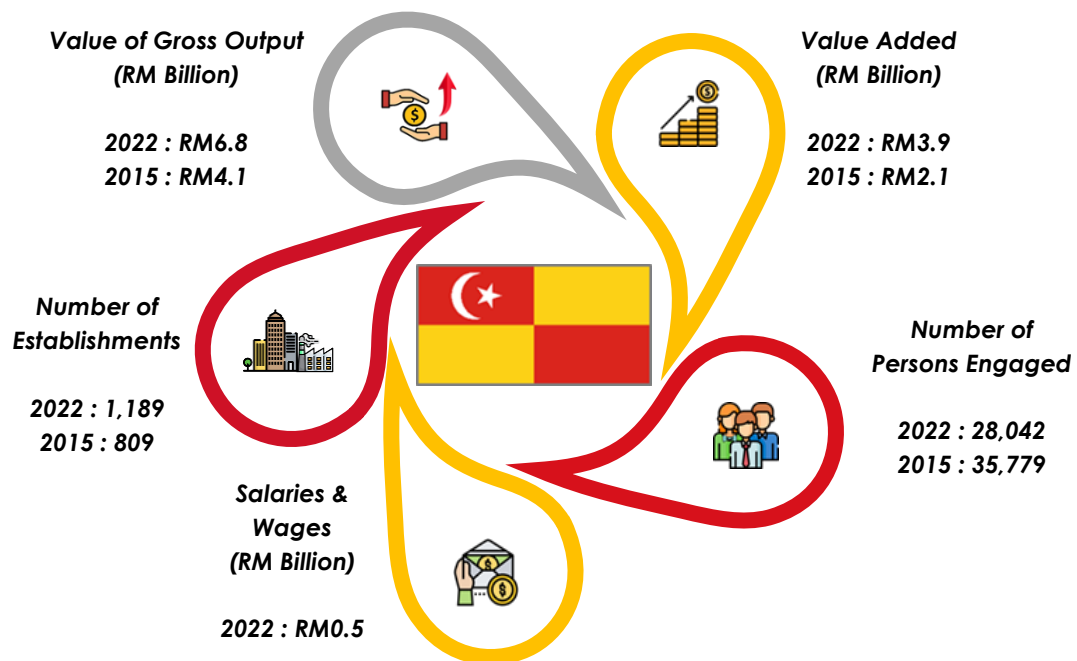 Value of Gross Output
(RM Billion)
2022 : RM6.8
2015 : RM4.1
Value Added
(RM Billion)
2022 : RM3.9
2015 : RM2.1
Number of
Establishments
2022 : 1,189
2015 : 809
Number of
Persons Engaged
2022 : 28,042
2015 : 35,779
Salaries &
Wages
(RM Billion)
2022 : RM0.5